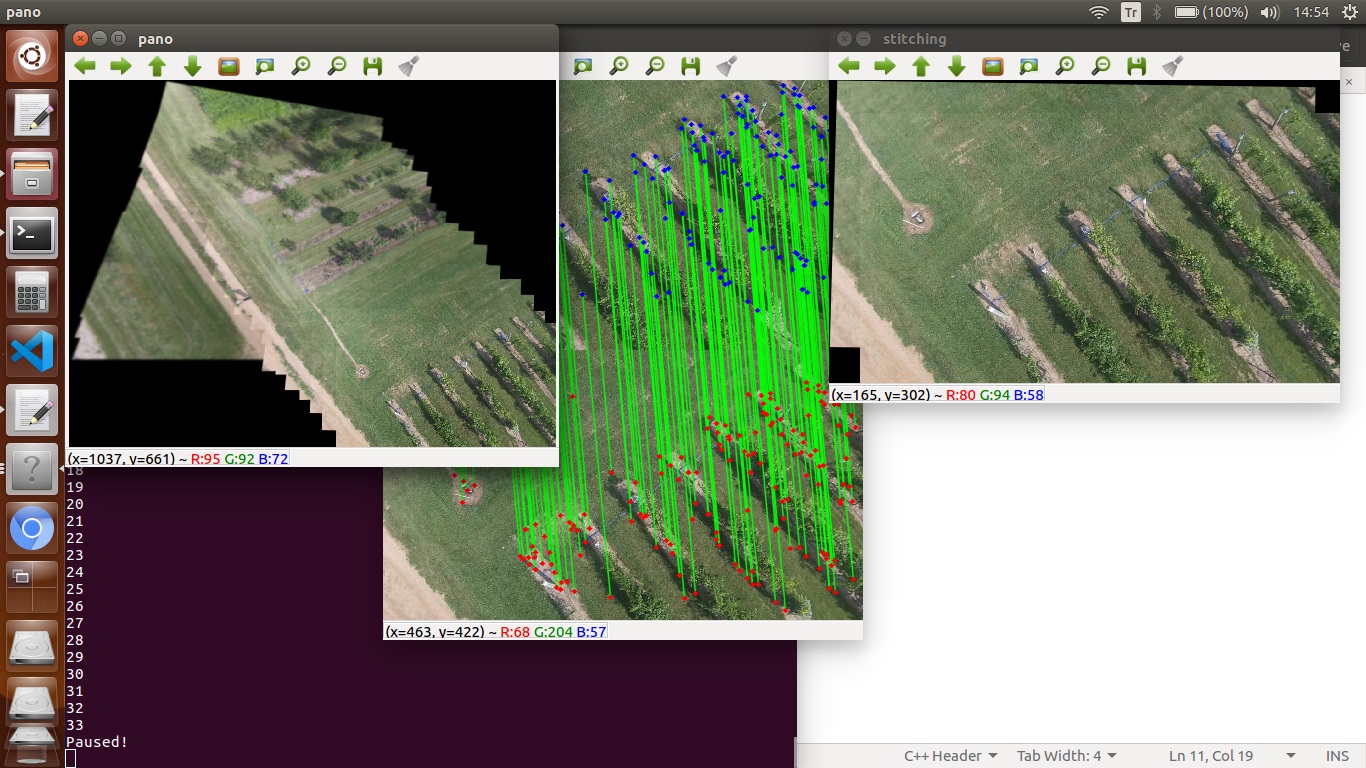 pano
Tr
(100%)
14:54
pano
stitching
(x=1037, y=661) ~ R:95 G:92 B:72
(x=165, y=302) ~ R:80 G:94 B:58
(x=463, y=422) ~ R:68 G:204 B:57
18
19
20
21
22
23
24
25
26
27
28
29
30
31
32
33
Paused!
C++ Header
Tab Width: 4
Ln 11, Col 19
INS